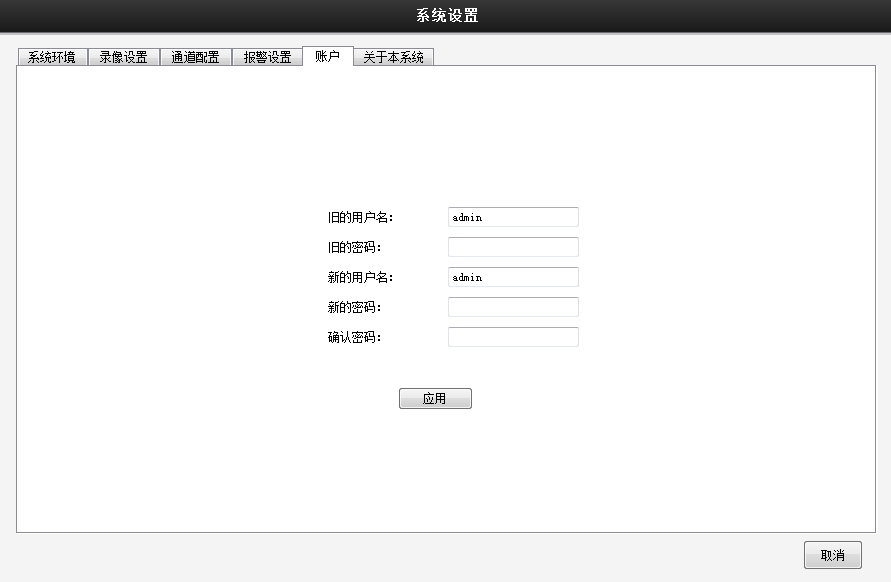 系统设置
系统环境 录像设置 通道配置 报警设置 账户 关于本系统
旧的用户名: admin
旧的密码:
新的用户名: admin
新的密码:
确认密码:
应用
取消